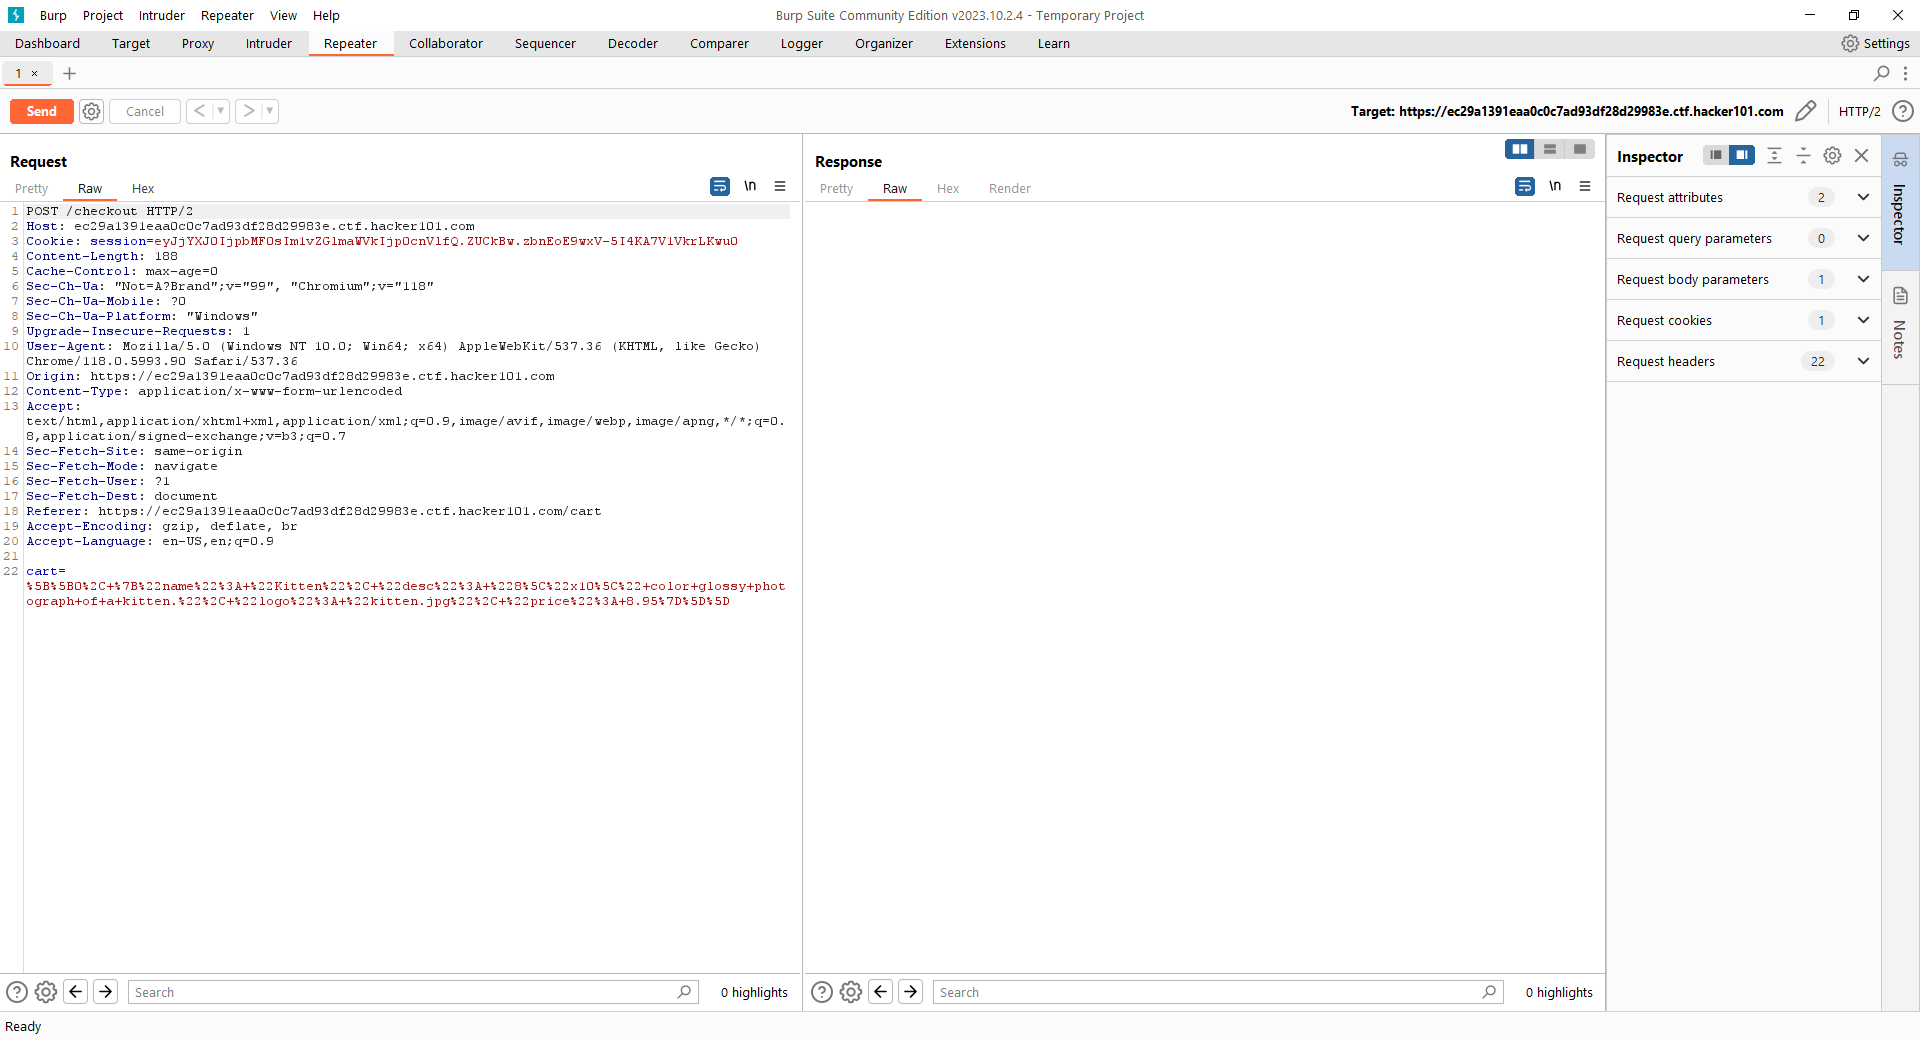 Burp Project Intruder Repeater View Help
Burp Suite Community Edition v2023.10.2.4 - Temporary Project
Dashboard Target Proxy Intruder Repeater Collaborator Sequencer Decoder Comparer Logger Organizer Extensions Learn
Settings
1 ×
Send Cancel
Target: https://ec29a1391eaa0c0c7ad93df28d29983e.ctf.hacker101.com
HTTP/2
Request
Pretty Raw Hex
\n
1 POST /checkout HTTP/2
2 Host: ec29a1391eaa0c0c7ad93df28d29983e.ctf.hacker101.com
3 Cookie: session=eyJjYXJ0IjpbMF0sImlvZGlmaWVkIjp0cnVlfQ.ZUCkBw.zbnEoE9wxV-5I4KA7V1VkrLKwu0
4 Content-Length: 188
5 Cache-Control: max-age=0
6 Sec-Ch-Ua: "Not=A?Brand";v="99", "Chromium";v="118"
7 Sec-Ch-Ua-Mobile: ?0
8 Sec-Ch-Ua-Platform: "Windows"
9 Upgrade-Insecure-Requests: 1
10 User-Agent: Mozilla/5.0 (Windows NT 10.0; Win64; x64) AppleWebKit/537.36 (KHTML, like Gecko)
Chrome/118.0.5993.90 Safari/537.36
11 Origin: https://ec29a1391eaa0c0c7ad93df28d29983e.ctf.hacker101.com
12 Content-Type: application/x-www-form-urlencoded
13 Accept:
text/html,application/xhtml+xml,application/xml;q=0.9,image/avif,image/webp,image/apng,*/*;q=0.
8,application/signed-exchange;v=b3;q=0.7
14 Sec-Fetch-Site: same-origin
15 Sec-Fetch-Mode: navigate
16 Sec-Fetch-User: ?1
17 Sec-Fetch-Dest: document
18 Referer: https://ec29a1391eaa0c0c7ad93df28d29983e.ctf.hacker101.com/cart
19 Accept-Encoding: gzip, deflate, br
20 Accept-Language: en-US,en;q=0.9
21
22 cart=
%5B%5B0%2C+%7B%22name%22%3A+%22Kitten%22%2C+%22desc%22%3A+%228%5C%22x10%5C%22+color+glossy+phot
ograph+of+a+kitten.%22%2C+%22logo%22%3A+%22kitten.jpg%22%2C+%22price%22%3A+8.95%7D%5D%5D
Search
0 highlights
Response
Pretty Raw Hex Render
\n
Search
0 highlights
Inspector
Request attributes 2
Request query parameters 0
Request body parameters 1
Request cookies 1
Request headers 22
Inspector
Notes
Ready